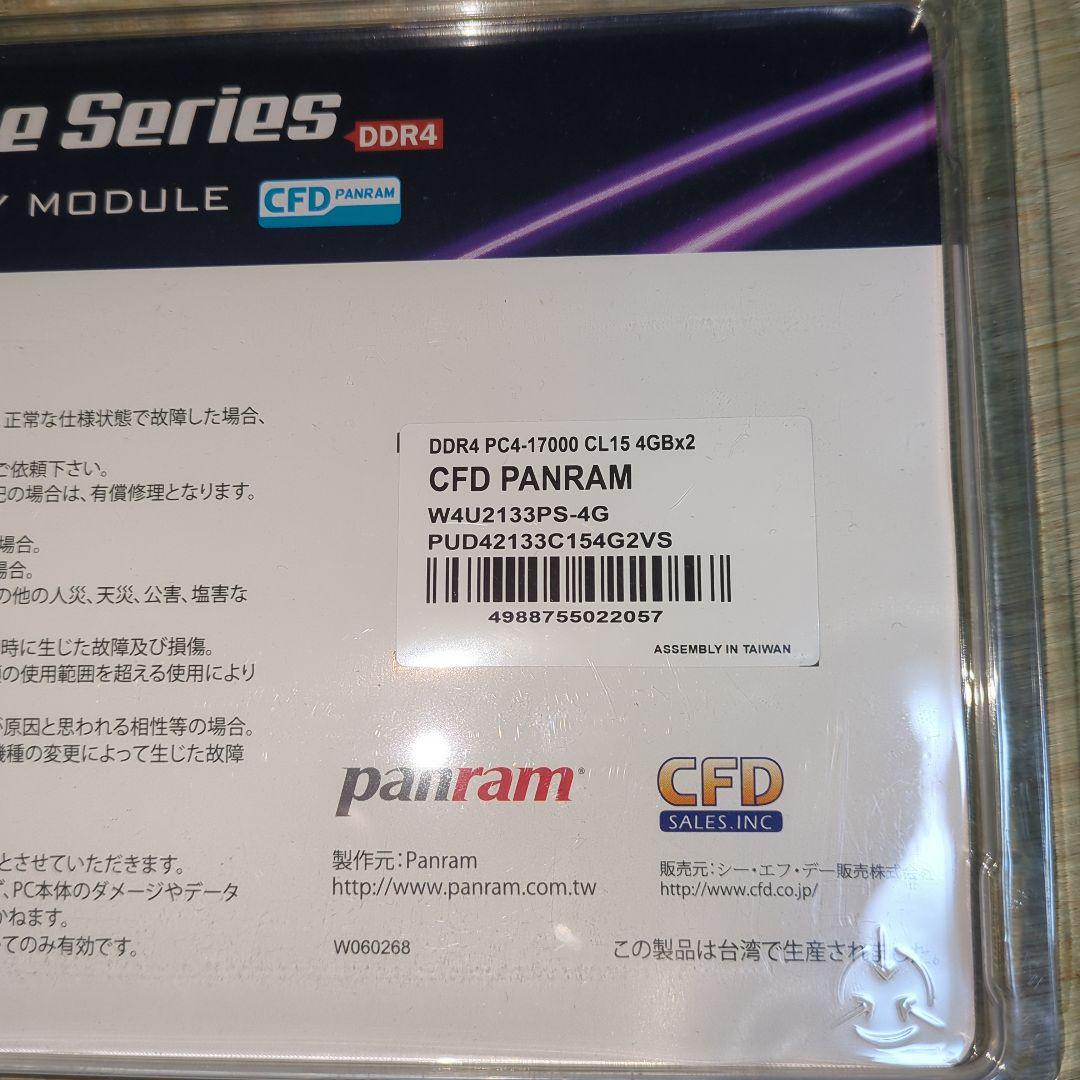 e Series DDR4
Y MODULE CFD PANRAM
正常な仕様状態で故障した場合、
ご依頼下さい。
の場合は、有償修理となります。
場合。
場合。
の他の人災、天災、公害、塩害な
時に生じた故障及び損傷。
の使用範囲を超える使用により
が原因と思われる相性等の場合。
機種の変更によって生じた故障
とさせていただきます。
、PC本体のダメージやデータ
かねます。
てのみ有効です。
DDR4 PC4-17000 CL15 4GBx2
CFD PANRAM
W4U2133PS-4G
PUD42133C154G2VS
4988755022057
ASSEMBLY IN TAIWAN
panram®
製作元:Panram
http://www.panram.com.tw
W060268
CFD
SALES.INC
販売元:シー・エフ・デー販売株式会社
http://www.cfd.co.jp/
この製品は台湾で生産されました。